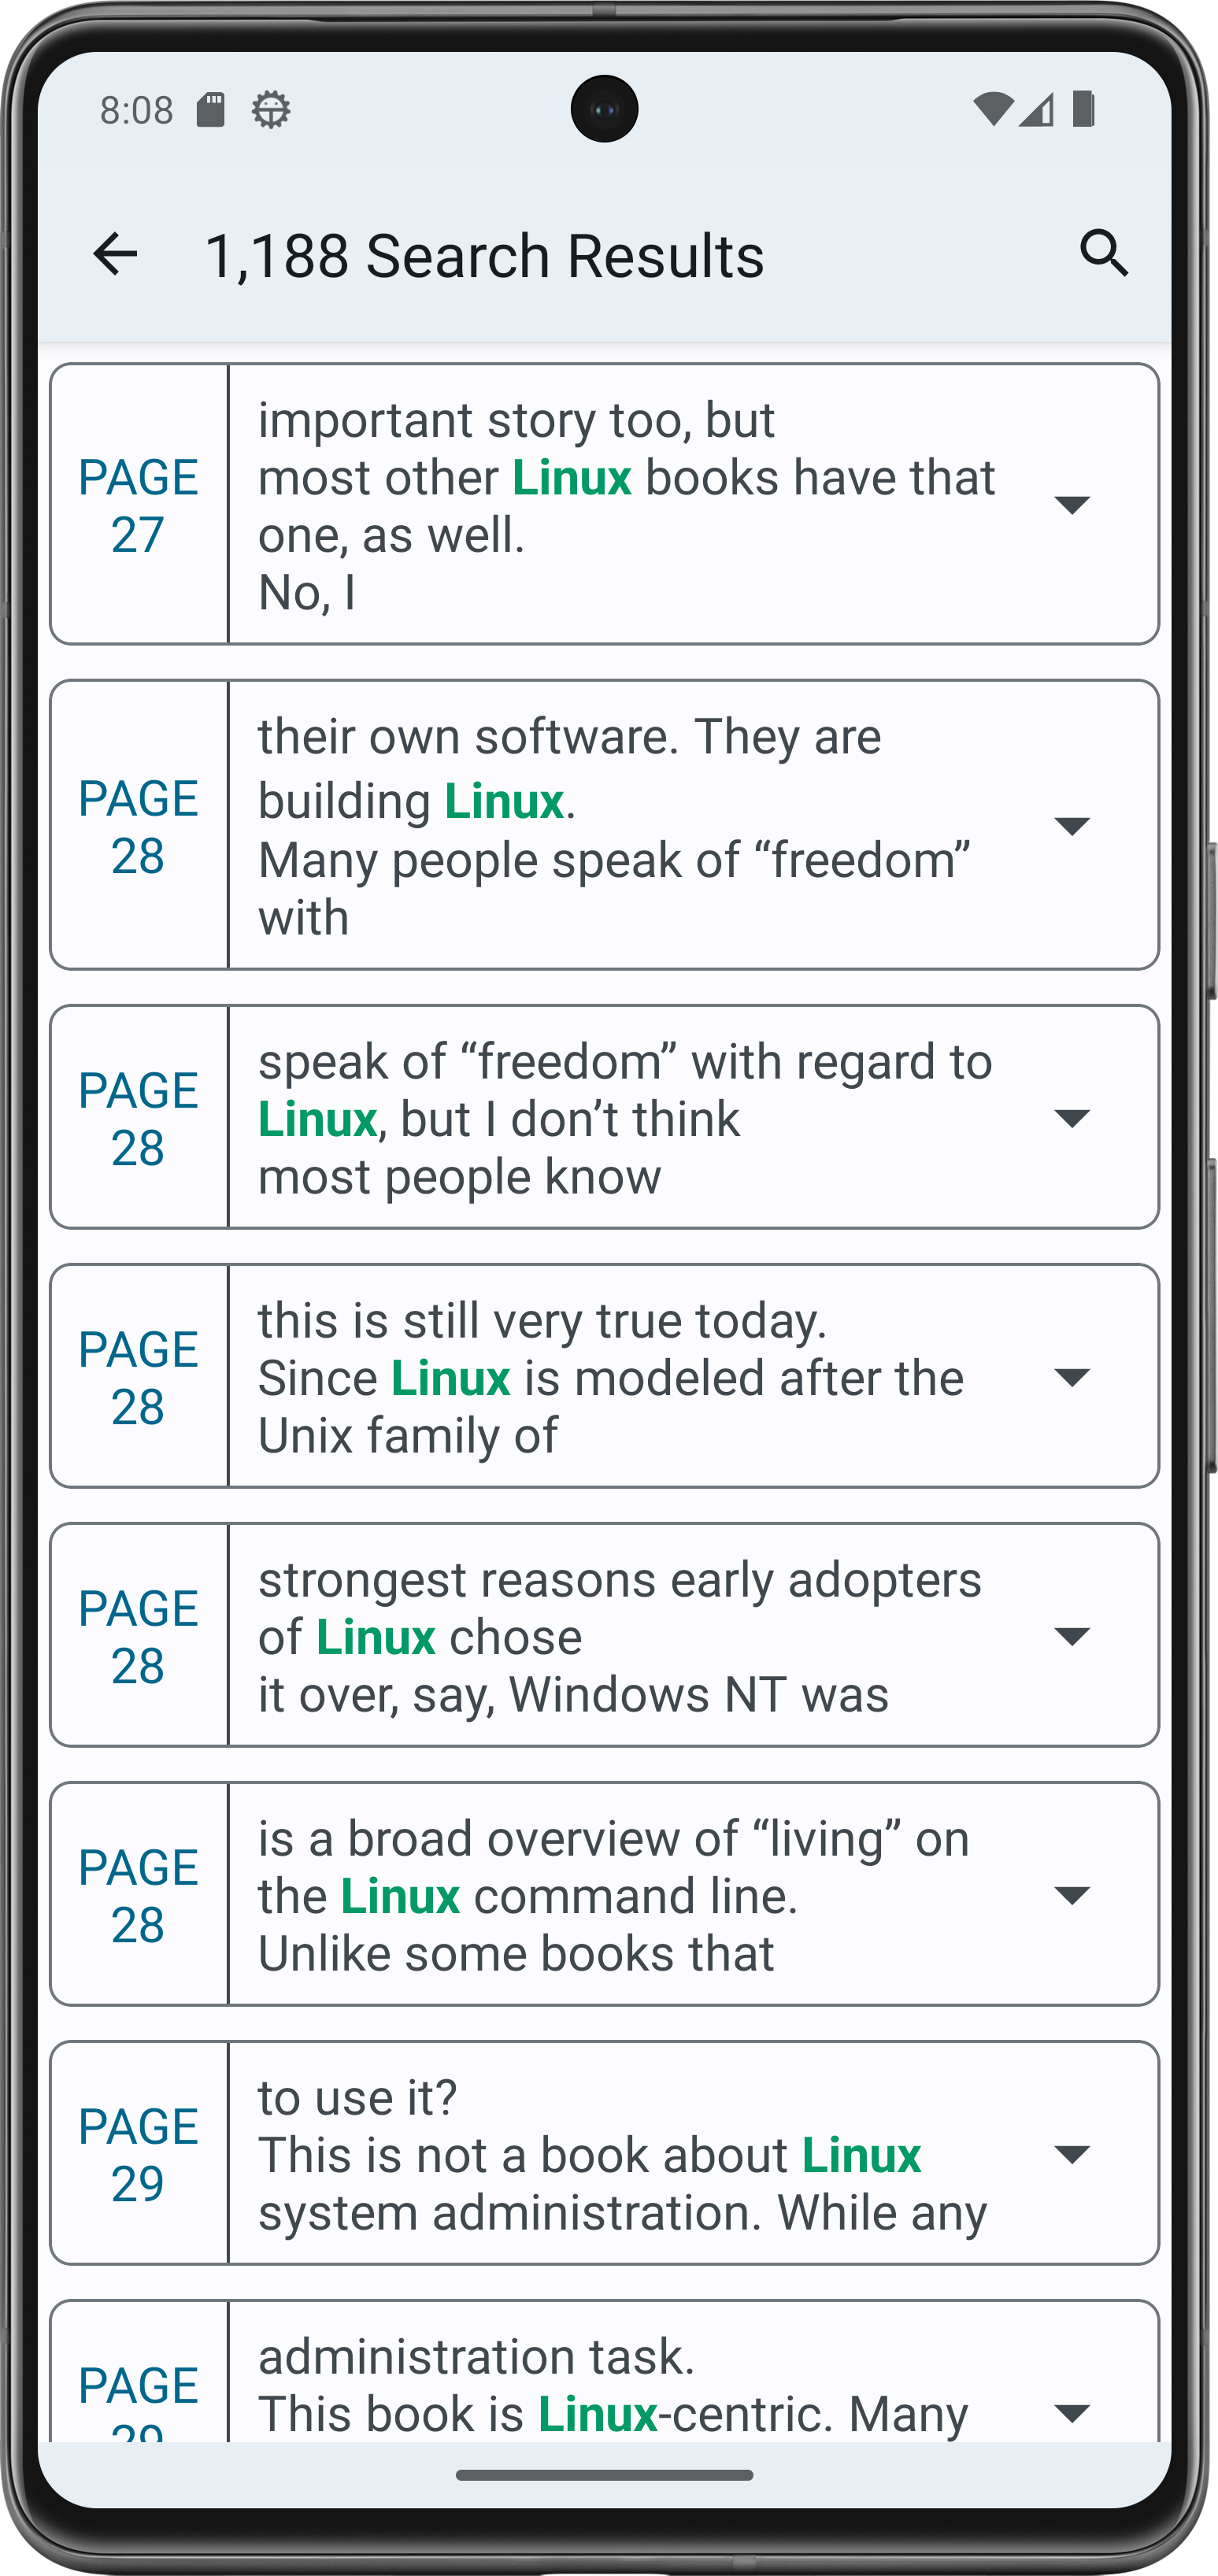 8:08
1,188 Search Results
PAGE
27
important story too, but
most other Linux books have that
one, as well.
No, I
PAGE
28
their own software. They are
building Linux.
Many people speak of “freedom”
with
PAGE
28
speak of “freedom” with regard to
Linux, but I don’t think
most people know
PAGE
28
this is still very true today.
Since Linux is modeled after the
Unix family of
PAGE
28
strongest reasons early adopters
of Linux chose
it over, say, Windows NT was
PAGE
28
is a broad overview of “living” on
the Linux command line.
Unlike some books that
PAGE
29
to use it?
This is not a book about Linux
system administration. While any
PAGE
29
administration task.
This book is Linux-centric. Many